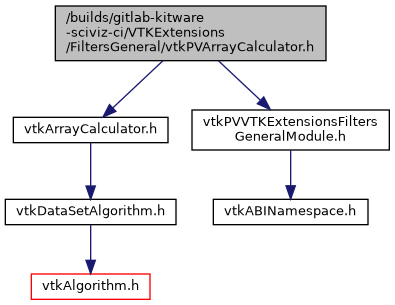 /builds/gitlab-kitware
-sciviz-ci/VTKExtensions
/FiltersGeneral/vtkPVArrayCalculator.h
vtkArrayCalculator.h
vtkPVVTKExtensionsFilters
GeneralModule.h
vtkDataSetAlgorithm.h
vtkABINamespace.h
vtkAlgorithm.h